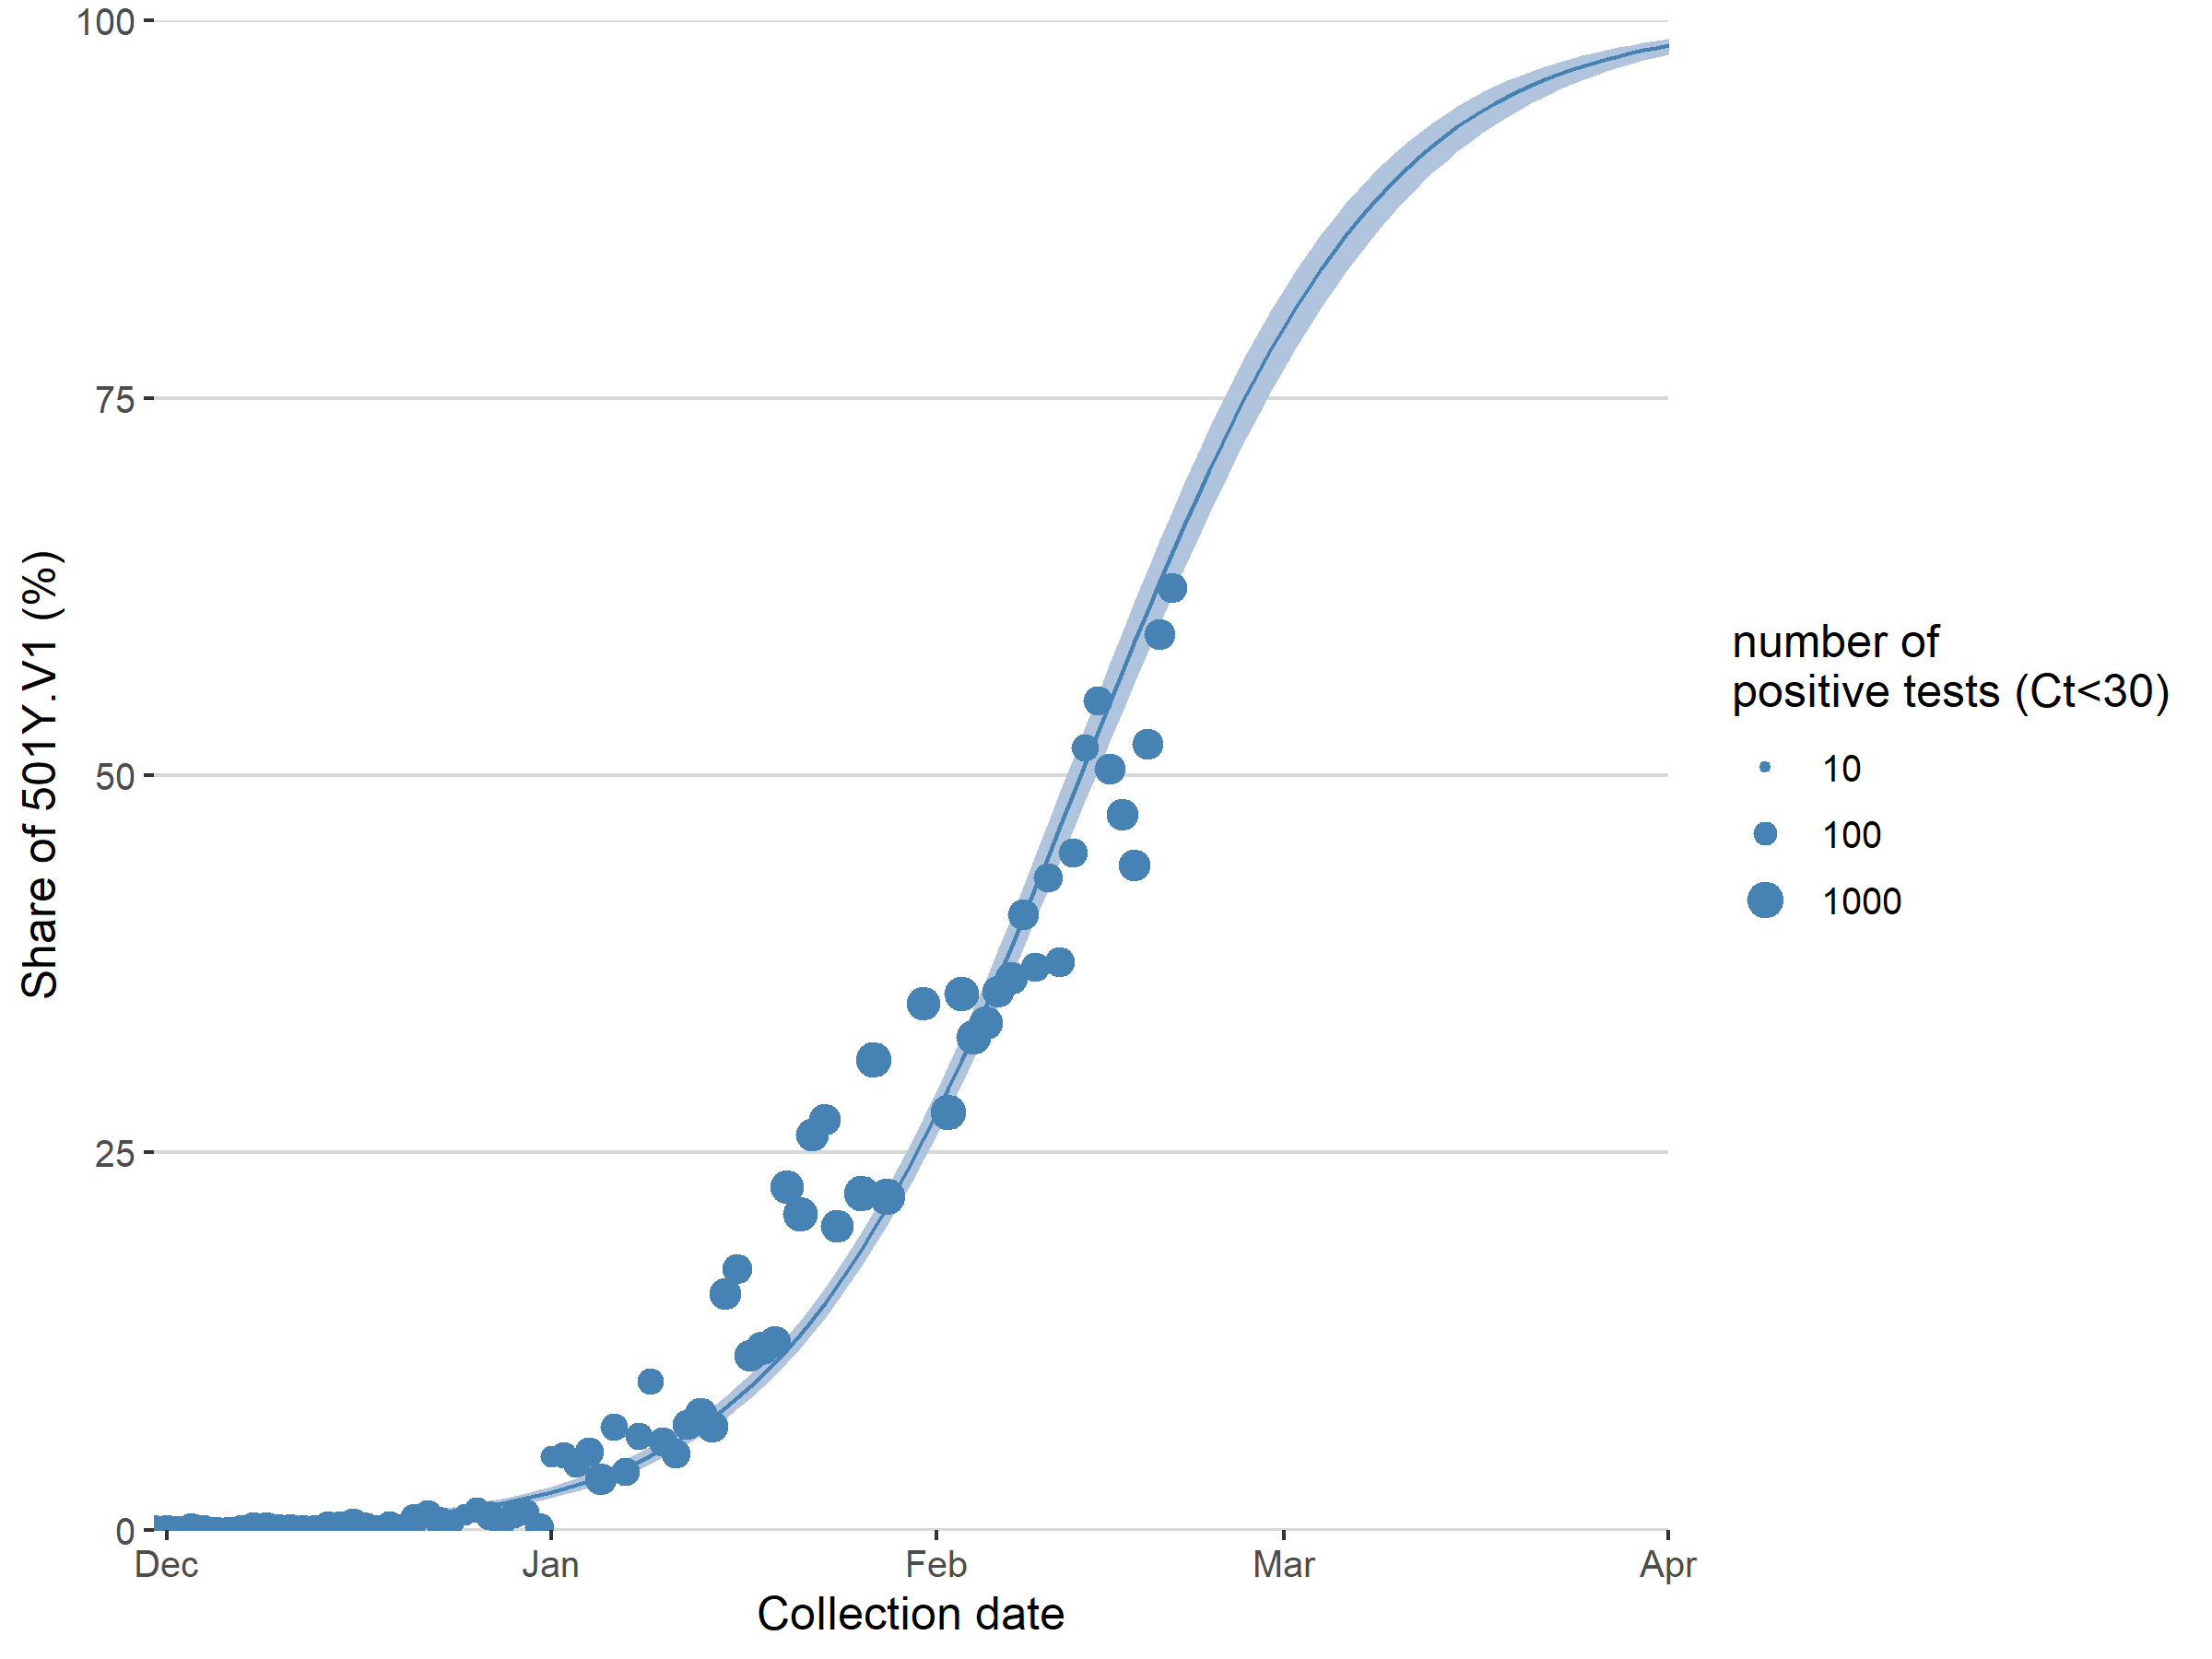 100
75
50
25
0
Share of 501Y.V1 (%)
Dec Jan Feb Mar Apr
Collection date
number of
positive tests (Ct<30)
10
100
1000